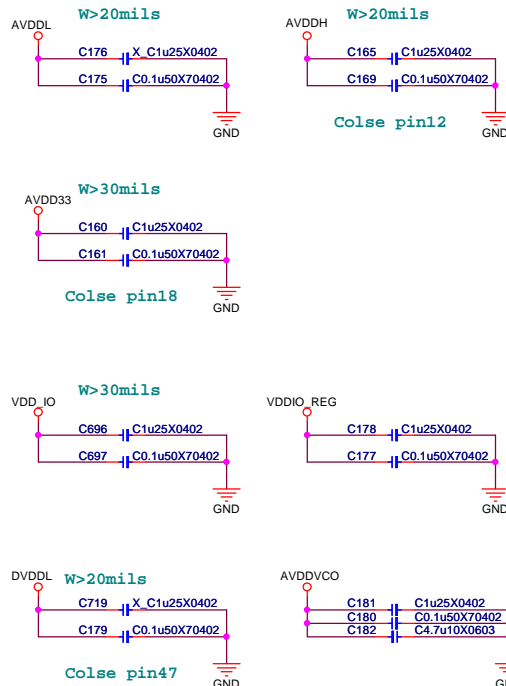 W>20mils
AVDDL
C176 X_C1u25X0402
C175 C0.1u50X70402
GND
W>20mils
AVDDH
C165 C1u25X0402
C169 C0.1u50X70402
Colse pin12
GND
W>30mils
AVDD33
C160 C1u25X0402
C161 C0.1u50X70402
Colse pin18
GND
W>30mils
VDD_IO
C696 C1u25X0402
C697 C0.1u50X70402
GND
VDDIO_REG
C178 C1u25X0402
C177 C0.1u50X70402
GND
DVDDL W>20mils
C719 X_C1u25X0402
C179 C0.1u50X70402
Colse pin47
GND
AVDDVCO
C181 C1u25X0402
C180 C0.1u50X70402
C182 C4.7u10X0603